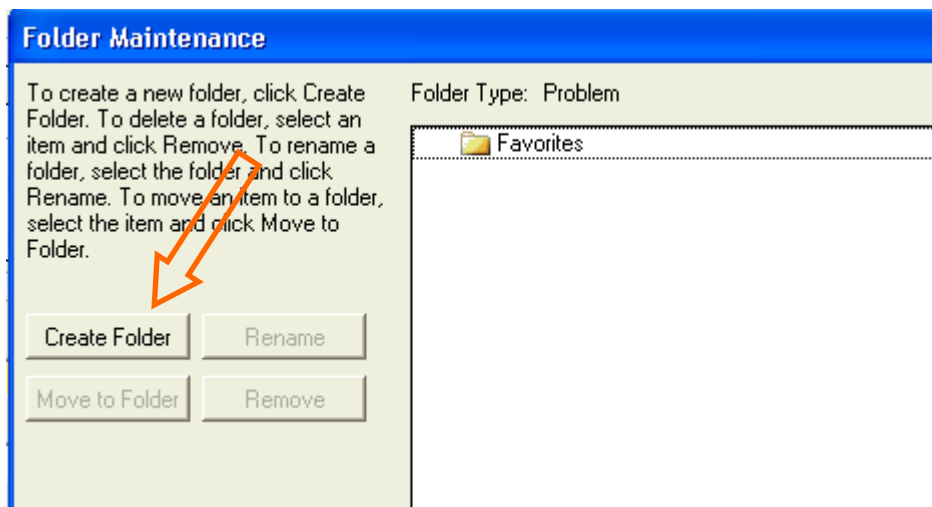 Folder Maintenance
To create a new folder, click Create
Folder. To delete a folder, select an
item and click Remove. To rename a
folder, select the folder and click
Rename. To move an item to a folder,
select the item and click Move to
Folder.
Folder Type: Problem
Favorites
Create Folder
Rename
Move to Folder
Remove